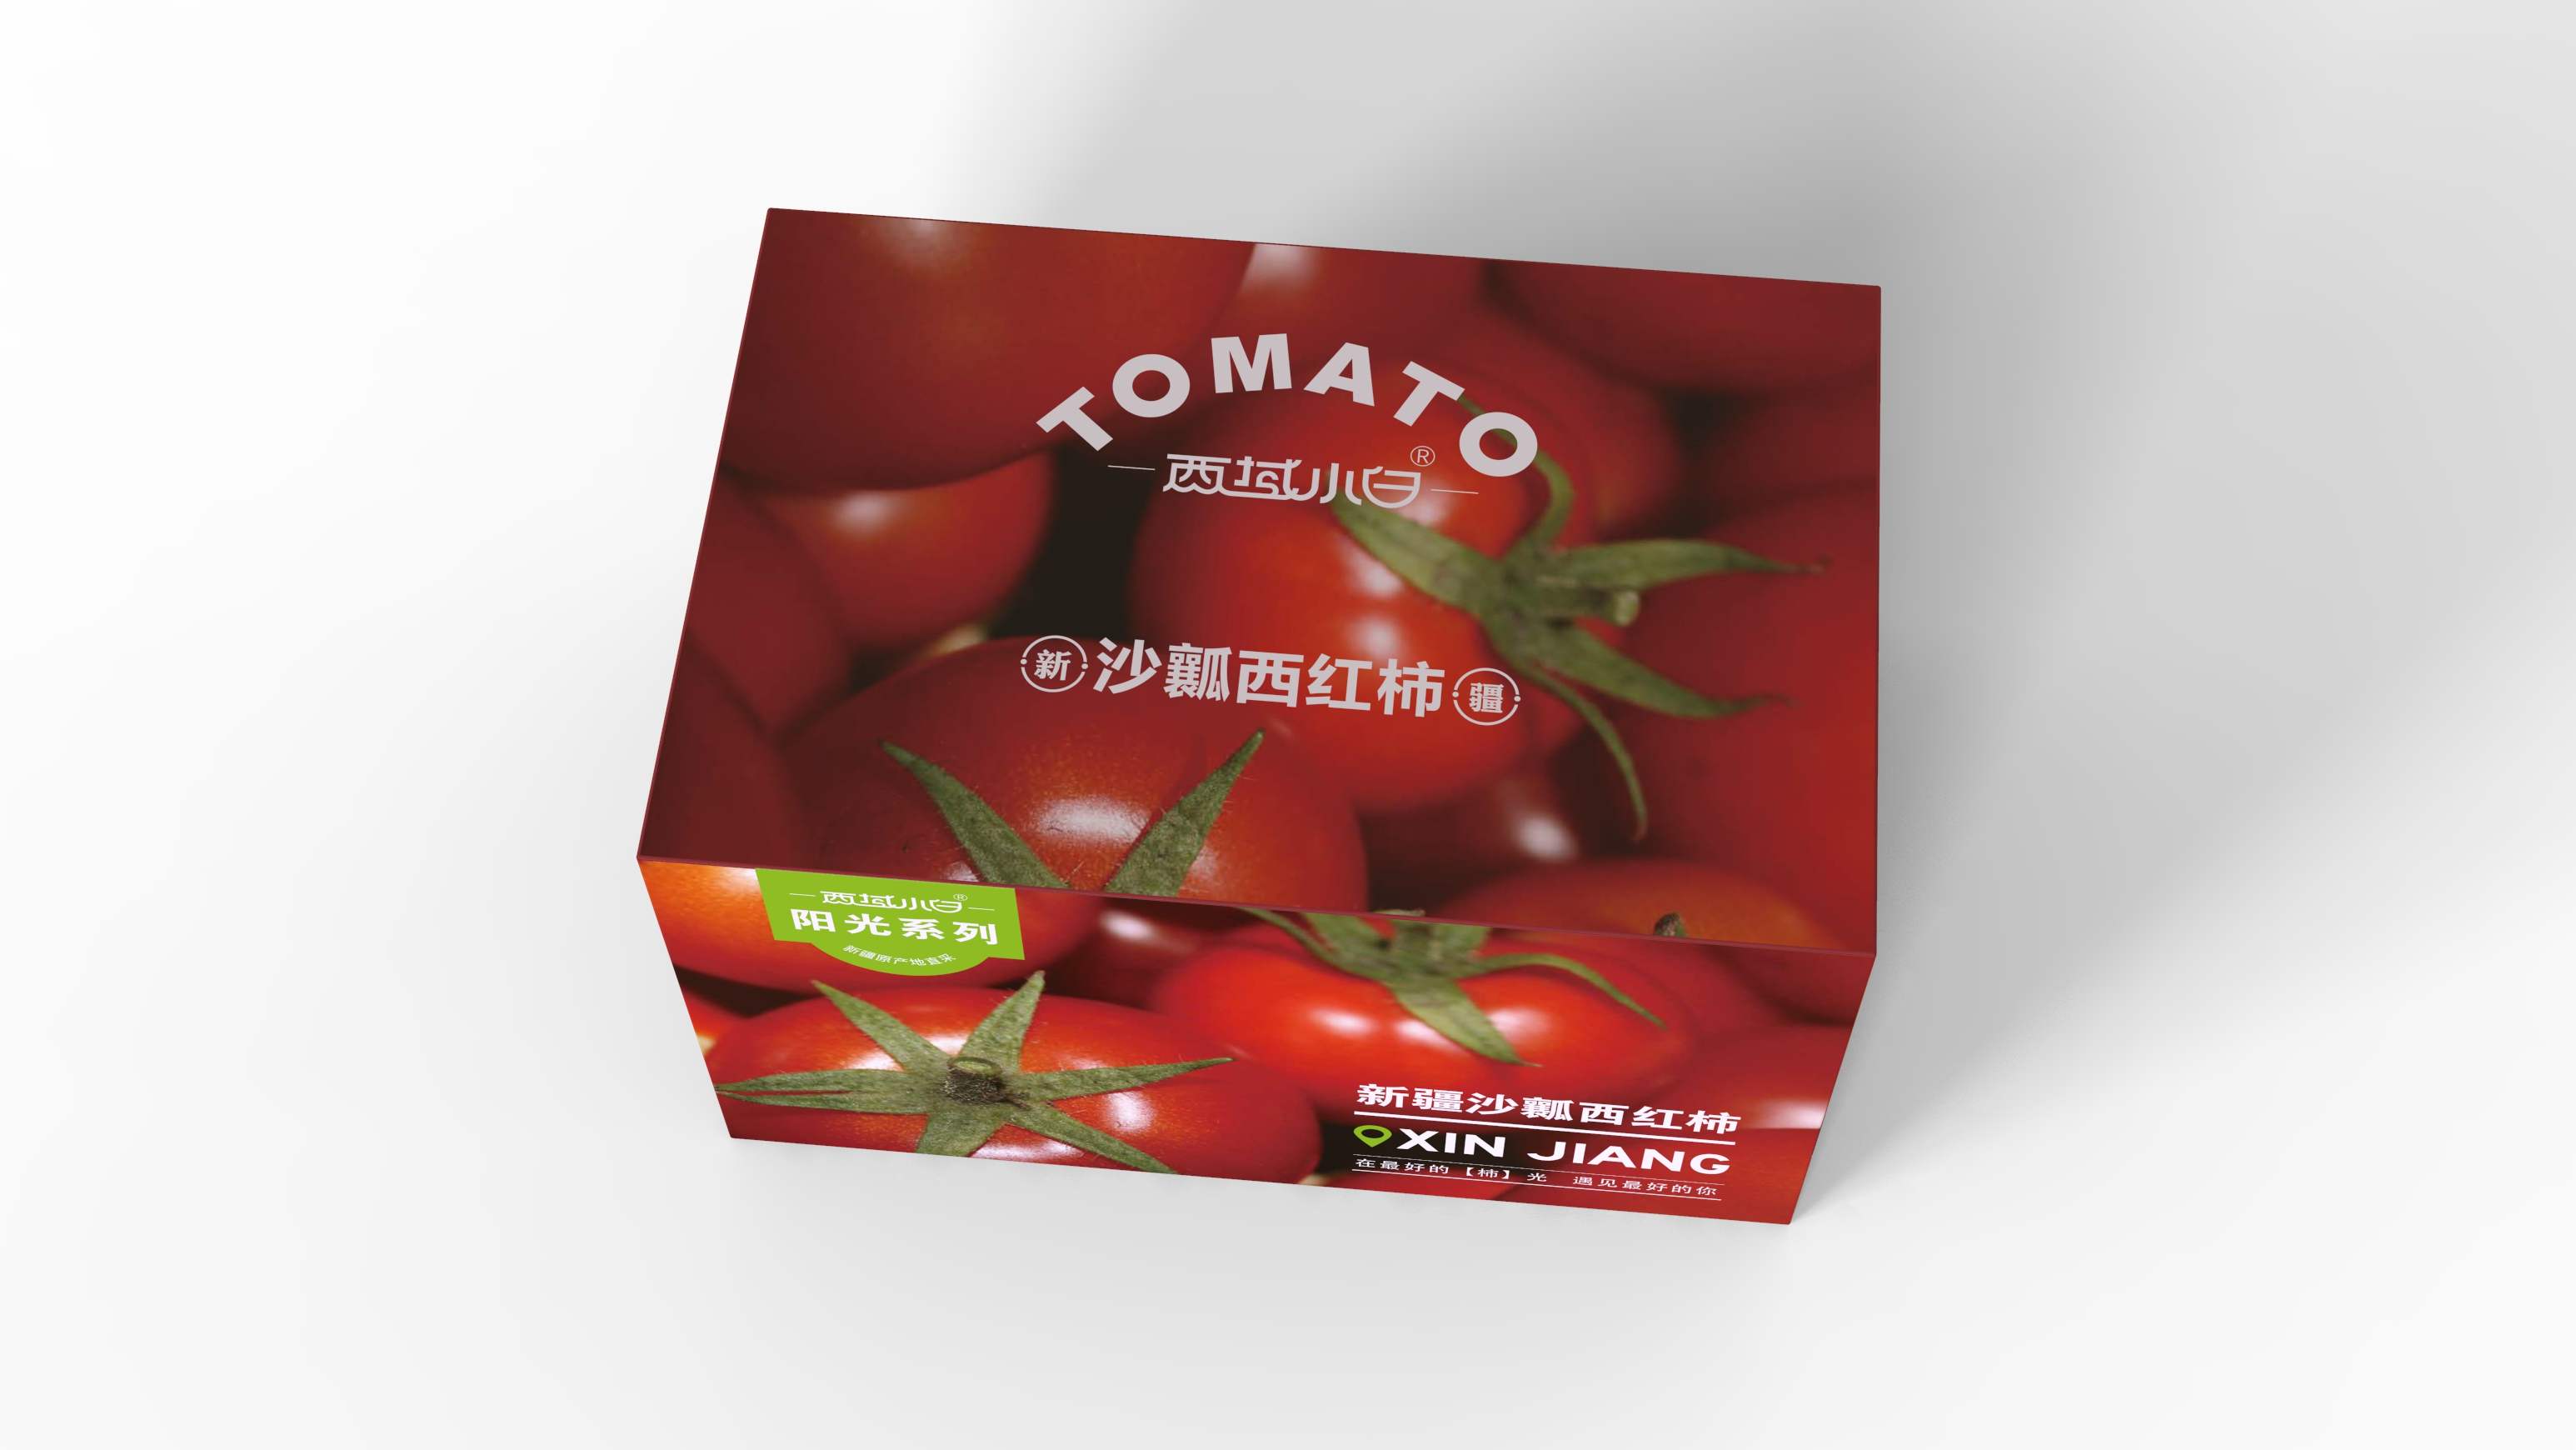 TOMATO
西域小白®
新 沙瓤西红柿 疆
西域小白®
阳光系列
新疆原产地直采
新疆沙瓤西红柿
XIN JIANG
在最好的【柿】光 遇见最好的你